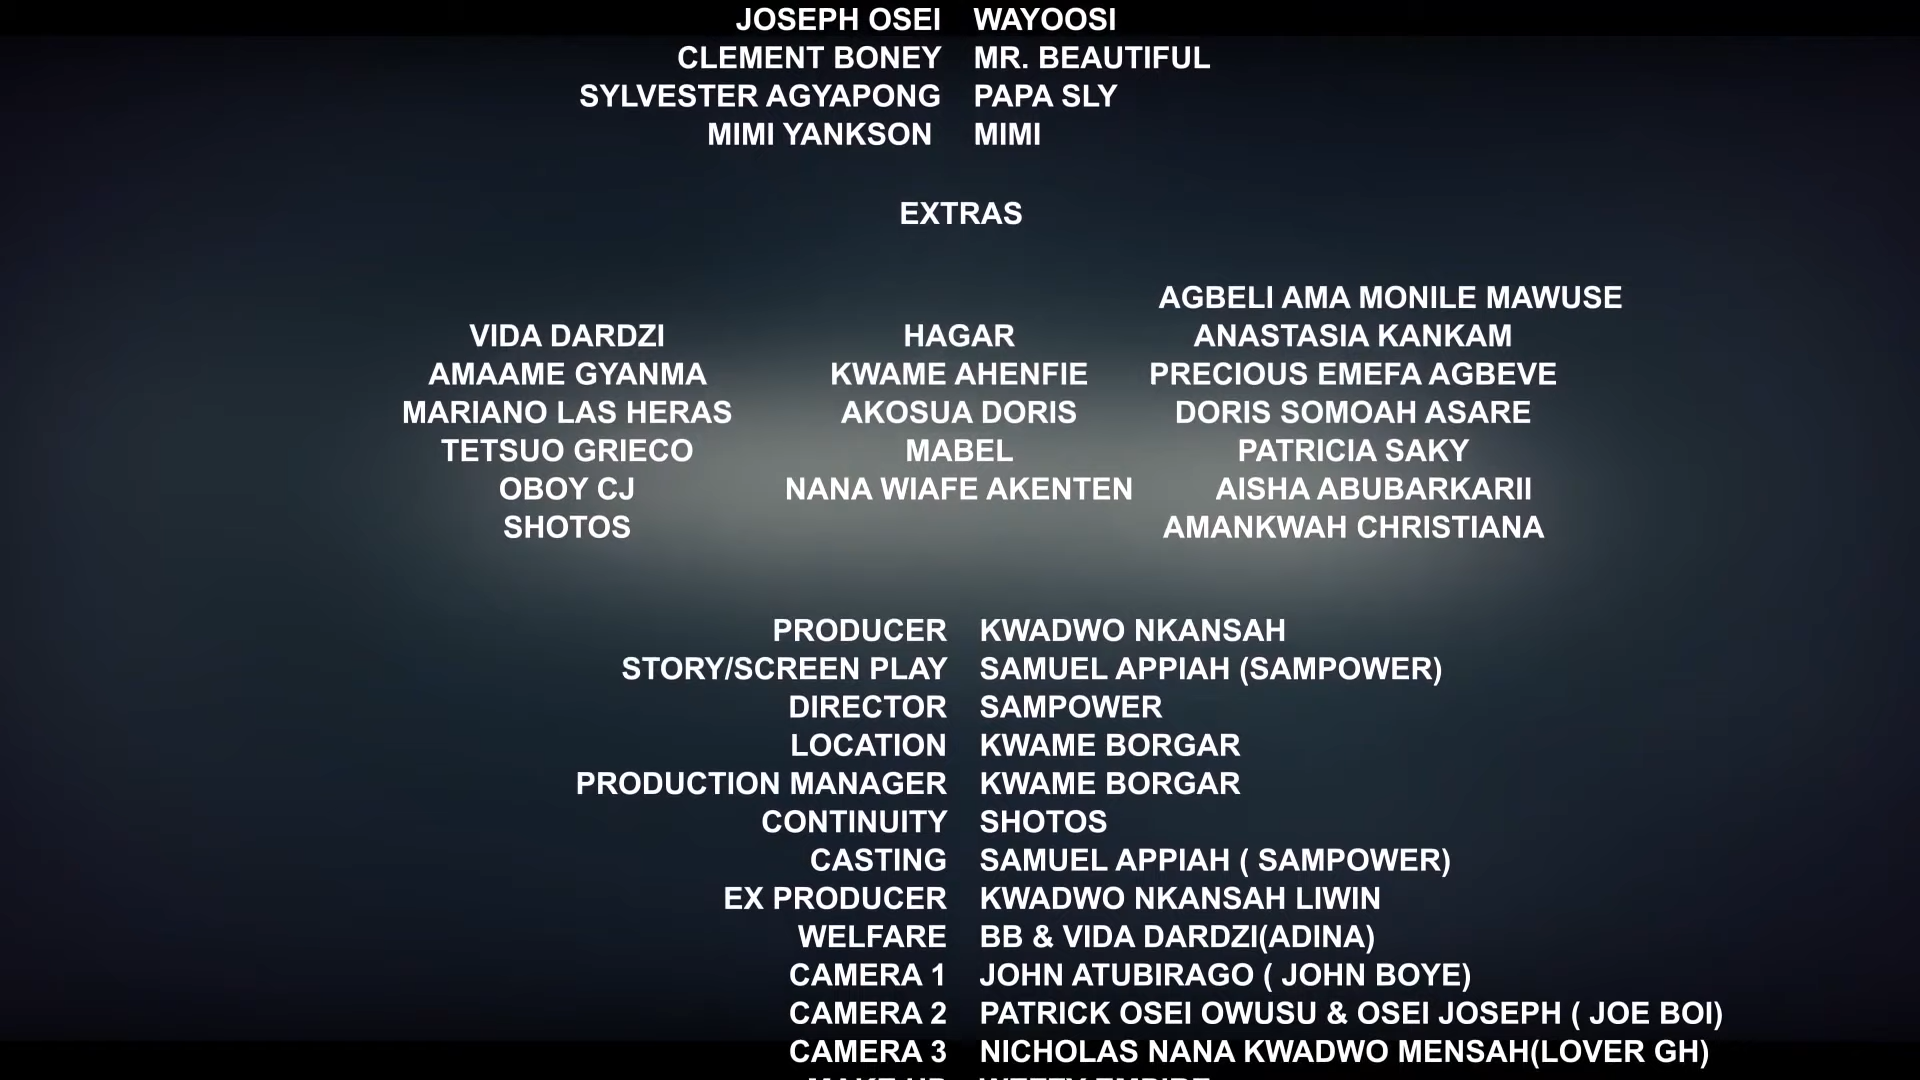 JOSEPH OSEI WAYOOSI
CLEMENT BONEY MR. BEAUTIFUL
SYLVESTER AGYAPONG PAPA SLY
MIMI YANKSON MIMI
EXTRAS
AGBELI AMA MONILE MAWUSE
VIDA DARDZI HAGAR ANASTASIA KANKAM
AMAAME GYANMA KWAME AHENFIE PRECIOUS EMEFA AGBEVE
MARIANO LAS HERAS AKOSUA DORIS DORIS SOMOAH ASARE
TETSUO GRIECO MABEL PATRICIA SAKY
OBOY CJ NANA WIAFE AKENTEN AISHA ABUBARKARII
SHOTOS AMANKWAH CHRISTIANA
PRODUCER KWADWO NKANSAH
STORY/SCREEN PLAY SAMUEL APPIAH (SAMPOWER)
DIRECTOR SAMPOWER
LOCATION KWAME BORGAR
PRODUCTION MANAGER KWAME BORGAR
CONTINUITY SHOTOS
CASTING SAMUEL APPIAH ( SAMPOWER)
EX PRODUCER KWADWO NKANSAH LIWIN
WELFARE BB & VIDA DARDZI(ADINA)
CAMERA 1 JOHN ATUBIRAGO ( JOHN BOYE)
CAMERA 2 PATRICK OSEI OWUSU & OSEI JOSEPH ( JOE BOI)
CAMERA 3 NICHOLAS NANA KWADWO MENSAH(LOVER GH)